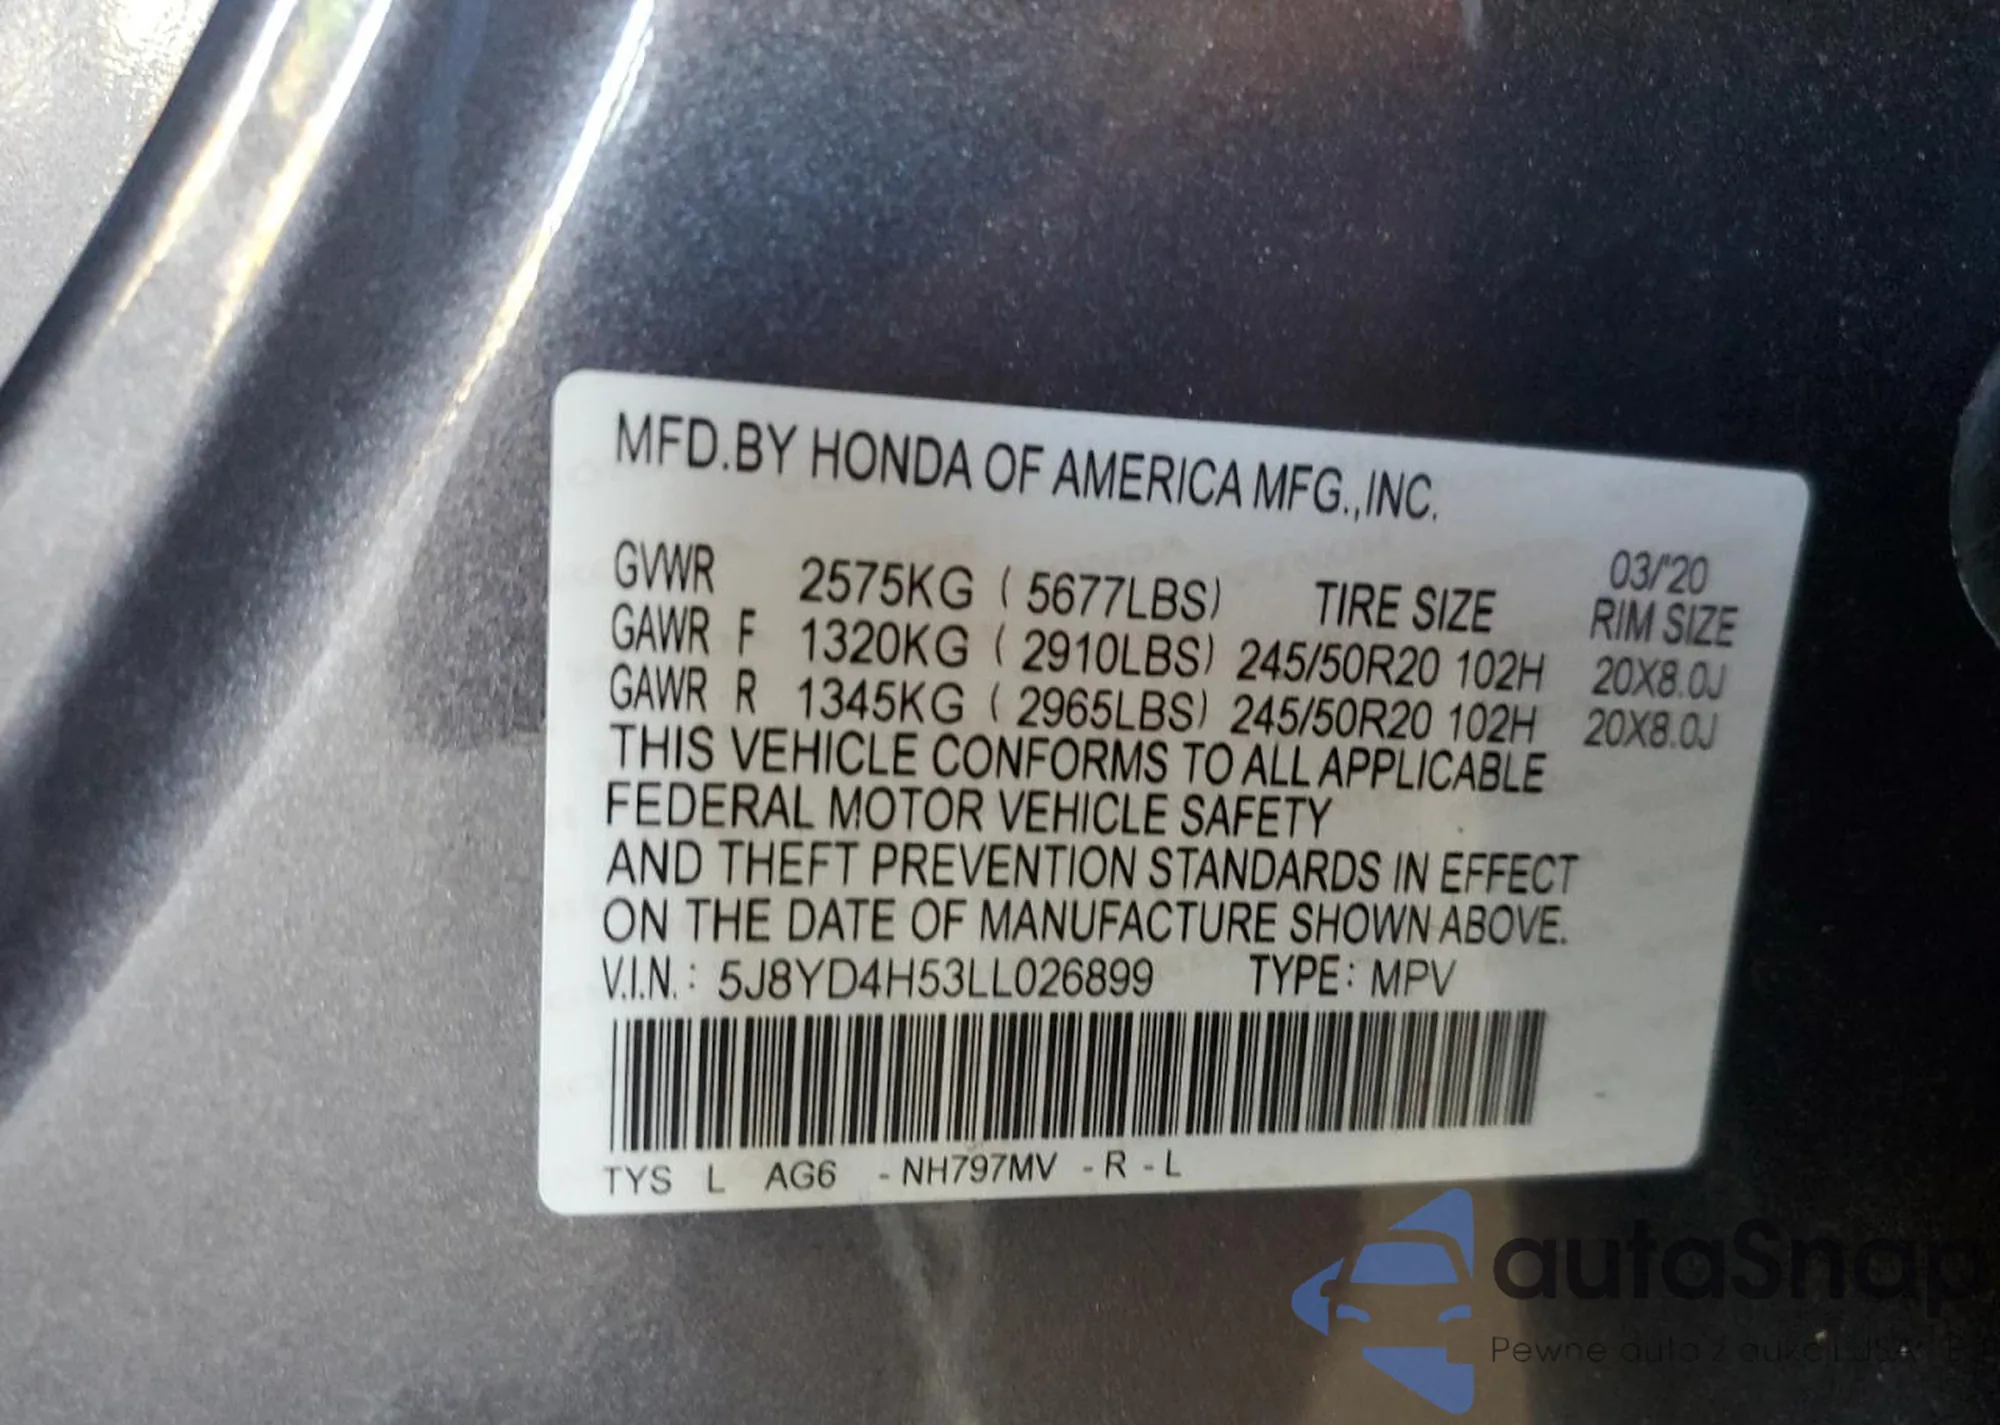 MFD.BY HONDA OF AMERICA MFG.,INC.
03/'20
GVWR 2575KG ( 5677LBS) TIRE SIZE RIM SIZE
GAWR F 1320KG ( 2910LBS) 245/50R20 102H 20X8.0J
GAWR R 1345KG ( 2965LBS) 245/50R20 102H 20X8.0J
THIS VEHICLE CONFORMS TO ALL APPLICABLE
FEDERAL MOTOR VEHICLE SAFETY
AND THEFT PREVENTION STANDARDS IN EFFECT
ON THE DATE OF MANUFACTURE SHOWN ABOVE.
V.I.N.: 5J8YD4H53LL026899 TYPE: MPV
TYS L AG6 -NH797MV -R-L
autaSnap
Pewne auto z